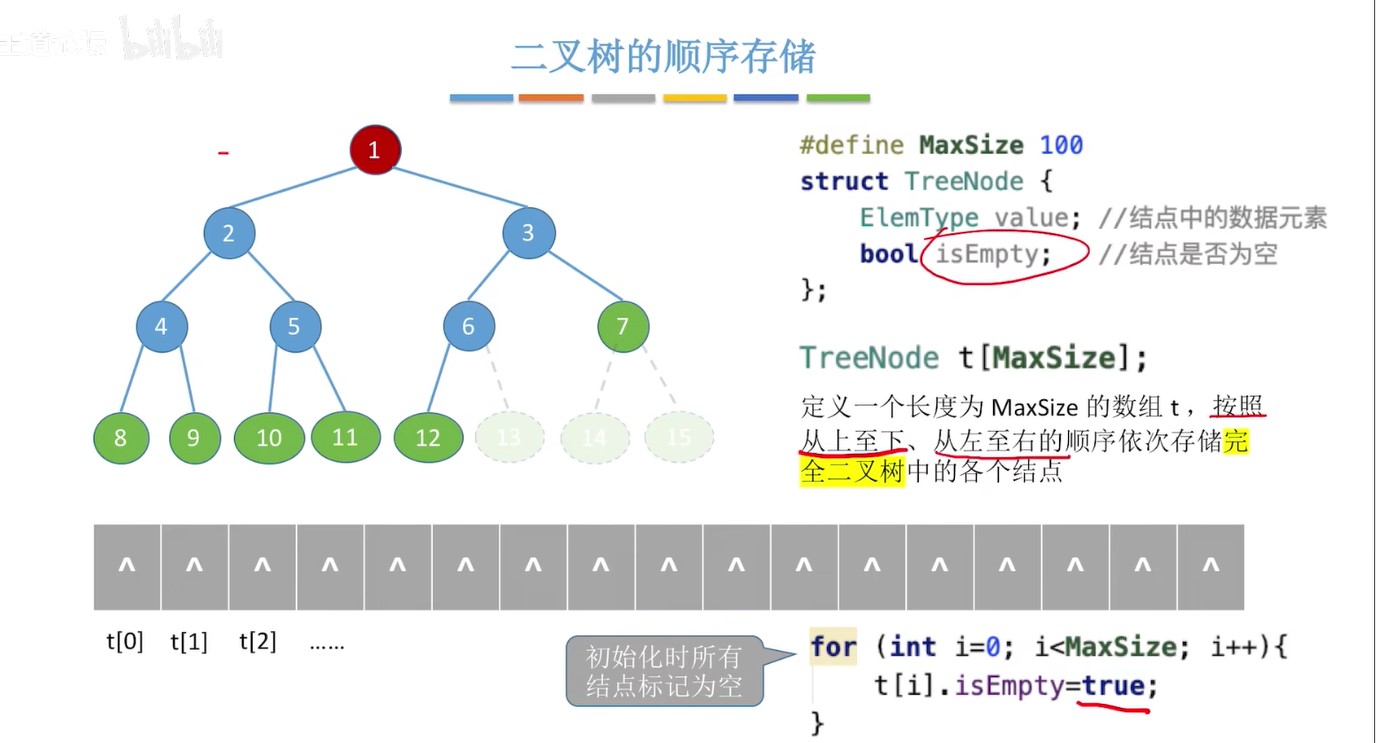 bilibili
二叉树的顺序存储
1
2 3
4 5 6 7
8 9 10 11 12 13 14 15
#define MaxSize 100
struct TreeNode {
ElemType value; //结点中的数据元素
bool isEmpty; //结点是否为空
};
TreeNode t[MaxSize];
定义一个长度为 MaxSize 的数组 t ，按照
从上至下、从左至右的顺序依次存储完
全二叉树中的各个结点
^ ^ ^ ^ ^ ^ ^ ^ ^ ^ ^ ^ ^ ^ ^ ^ ^
t[0] t[1] t[2] ……
初始化时所有
结点标记为空
for (int i=0; i<MaxSize; i++){
t[i].isEmpty=true;
}